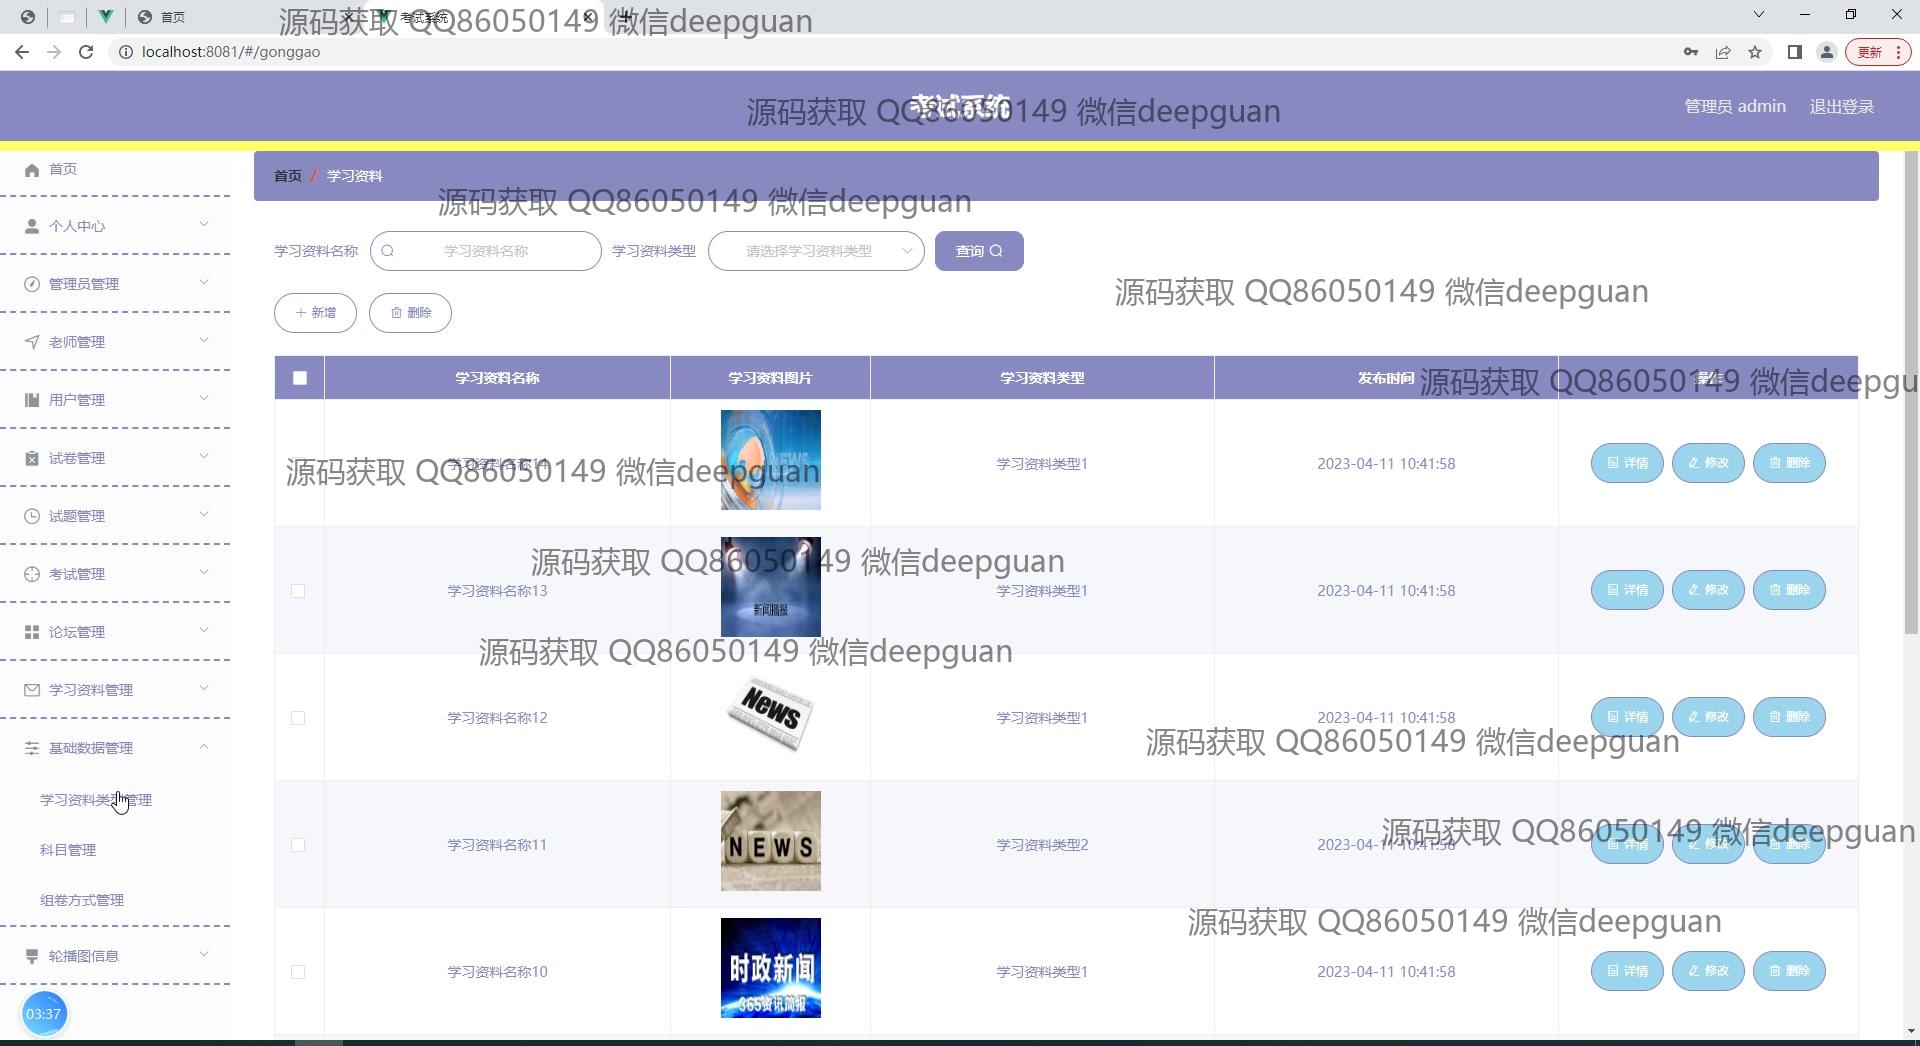 首页
考试系统
源码获取 QQ86050149 微信deepguan
localhost:8081/#/gonggao
更新
考试系统
源码获取 QQ86050149 微信deepguan
管理员 admin
退出登录
首页
个人中心
管理员管理
老师管理
用户管理
试卷管理
试题管理
考试管理
论坛管理
学习资料管理
基础数据管理
学习资料类型管理
科目管理
组卷方式管理
轮播图信息
03:37
首页 / 学习资料
源码获取 QQ86050149 微信deepguan
学习资料名称 学习资料名称 学习资料类型 请选择学习资料类型 查询
源码获取 QQ86050149 微信deepguan
新增 删除
学习资料名称 学习资料图片 学习资料类型 发布时间 操作
源码获取 QQ86050149 微信deepgu
学习资料名称14 NEWS 学习资料类型1 2023-04-11 10:41:58 详情 修改 删除
源码获取 QQ86050149 微信deepguan
源码获取 QQ86050149 微信deepguan
学习资料名称13 新闻播报 学习资料类型1 2023-04-11 10:41:58 详情 修改 删除
源码获取 QQ86050149 微信deepguan
学习资料名称12 News 学习资料类型1 2023-04-11 10:41:58 详情 修改 删除
源码获取 QQ86050149 微信deepguan
源码获取 QQ86050149 微信deepguan
学习资料名称11 NEWS 学习资料类型2 2023-04-11 10:41:58 详情 修改 删除
源码获取 QQ86050149 微信deepguan
学习资料名称10 时政新闻 365资讯简报 学习资料类型1 2023-04-11 10:41:58 详情 修改 删除